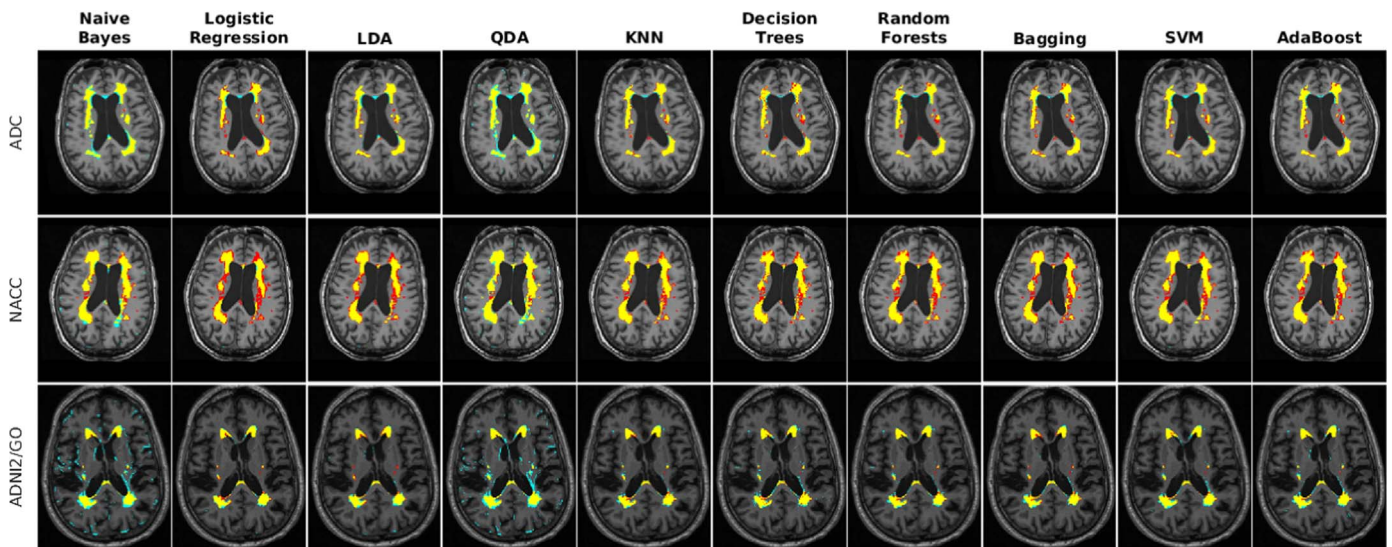 Naive
Bayes
Logistic
Regression
LDA
QDA
KNN
Decision
Trees
Random
Forests
Bagging
SVM
AdaBoost
ADC
NACC
ADNI2/GO